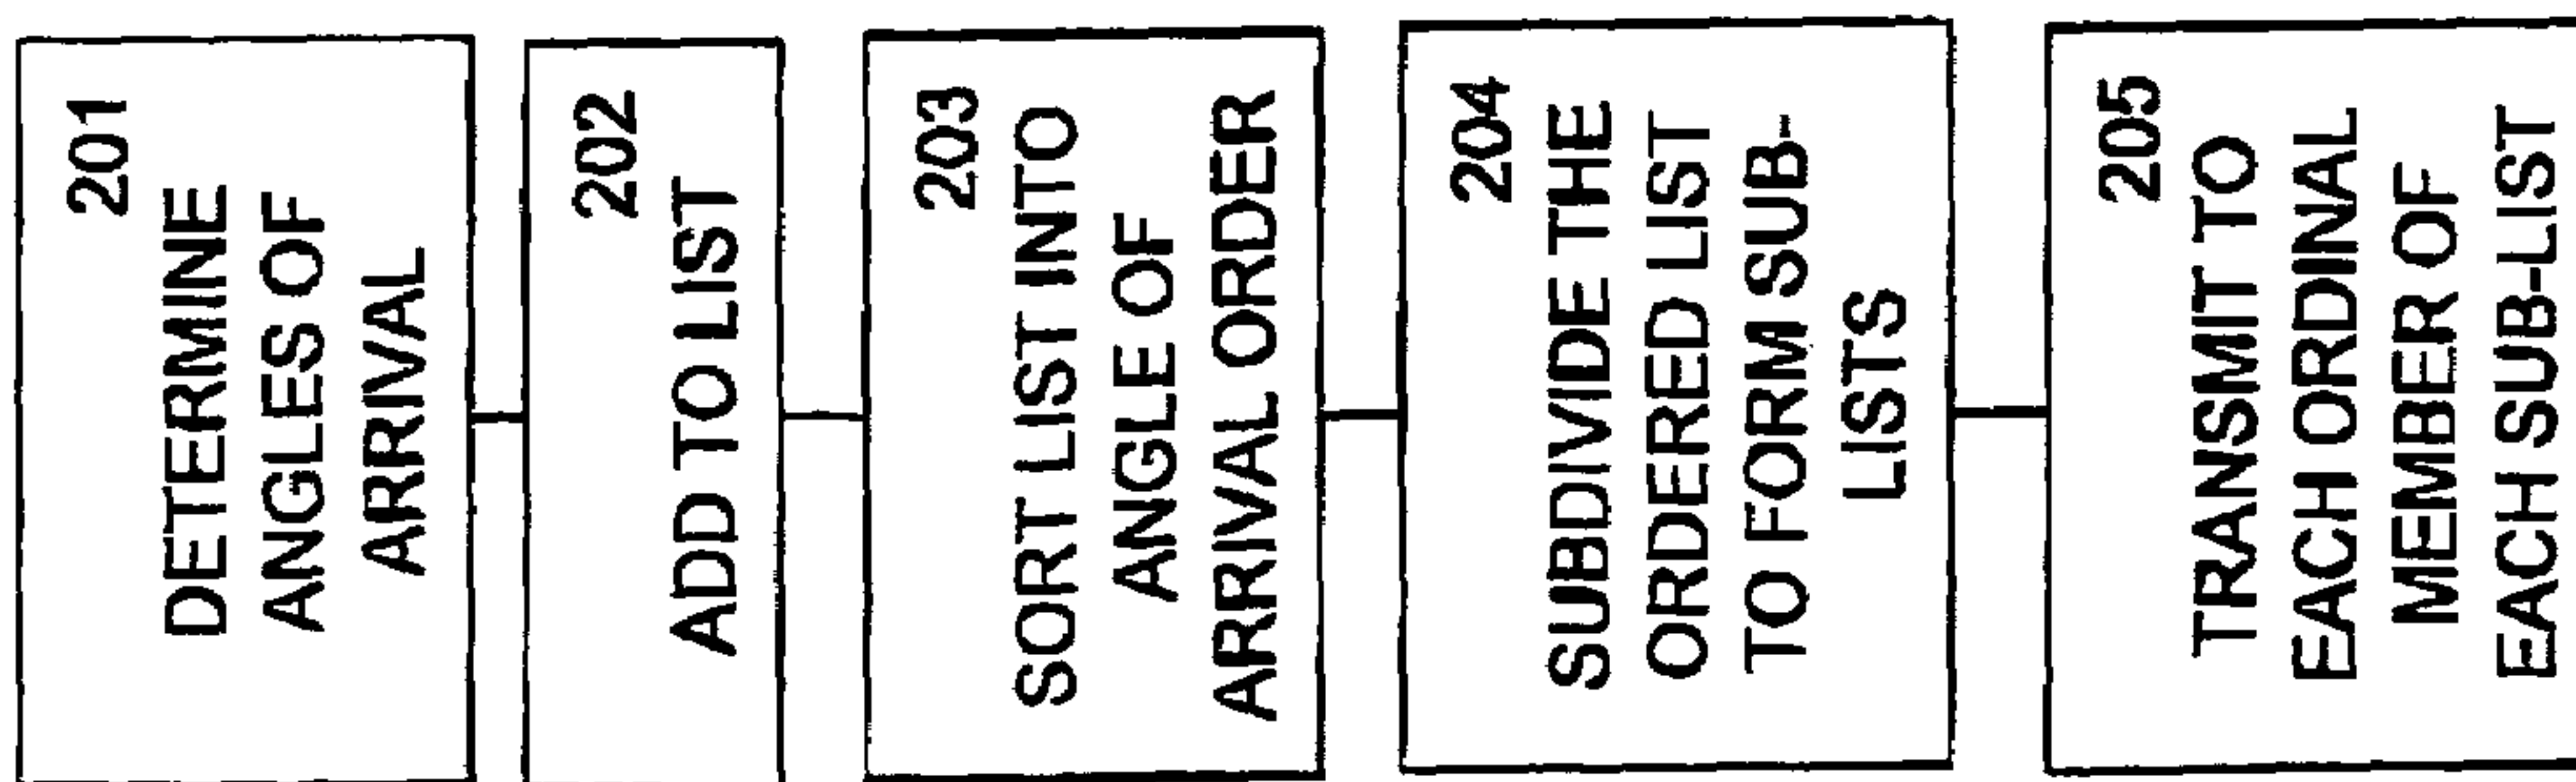 201
DETERMINE
ANGLES OF
ARRIVAL
202
ADD TO LIST
203
SORT LIST INTO
ANGLE OF
ARRIVAL ORDER
204
SUBDIVIDE THE
ORDERED LIST
TO FORM SUB-
LISTS
205
TRANSMIT TO
EACH ORDINAL
MEMBER OF
EACH SUB-LIST